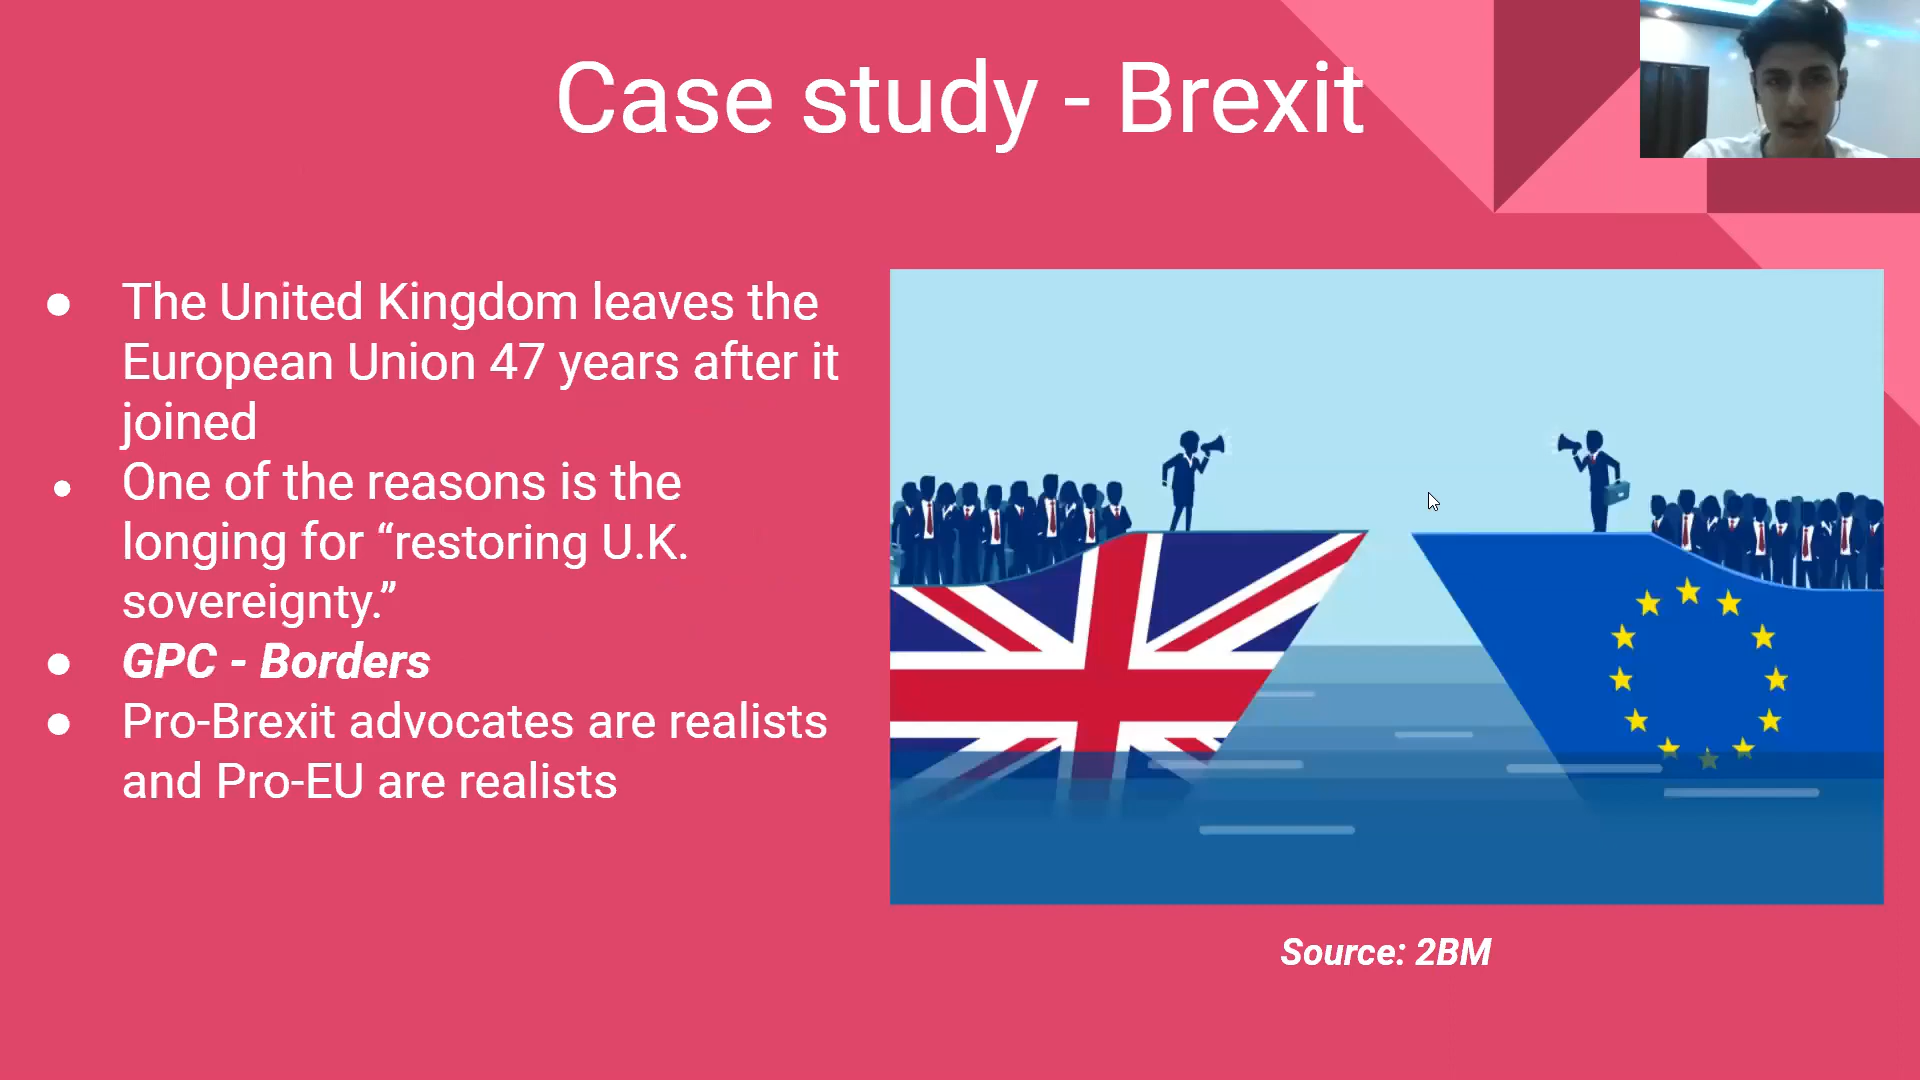 Case study - Brexit
The United Kingdom leaves the
European Union 47 years after it
joined
One of the reasons is the
longing for “restoring U.K.
sovereignty.”
GPC - Borders
Pro-Brexit advocates are realists
and Pro-EU are realists
Source: 2BM